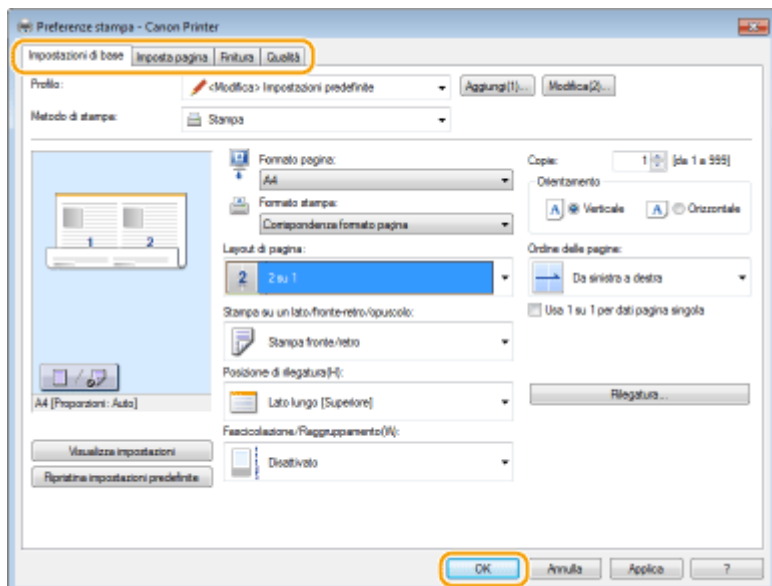 Preferenze stampa - Canon Printer
Impostazioni di base Imposta pagina Finitura Qualità
Profilo: <Modifica> Impostazioni predefinite Aggiungi(1)... Modifica(2)...
Metodo di stampa: Stampa
Formato pagina:
A4
Copie: 1 [da 1 a 999]
Formato stampa:
Corrispondenza formato pagina
Orientamento
A Verticale A Orizzontale
1 2
Layout di pagina:
2 2 su 1
Ordine delle pagine:
Da sinistra a destra
Usa 1 su 1 per dati pagina singola
Stampa su un lato/fronte-retro/opuscolo:
Stampa fronte/retro
Posizione di rilegatura(H):
Lato lungo [Superiore]
Rilegatura...
A4 [Proporzioni: Auto]
Fascicolazione/Raggruppamento(W):
Disattivato
Visualizza impostazioni
Ripristina impostazioni predefinite
OK Annulla Applica ?